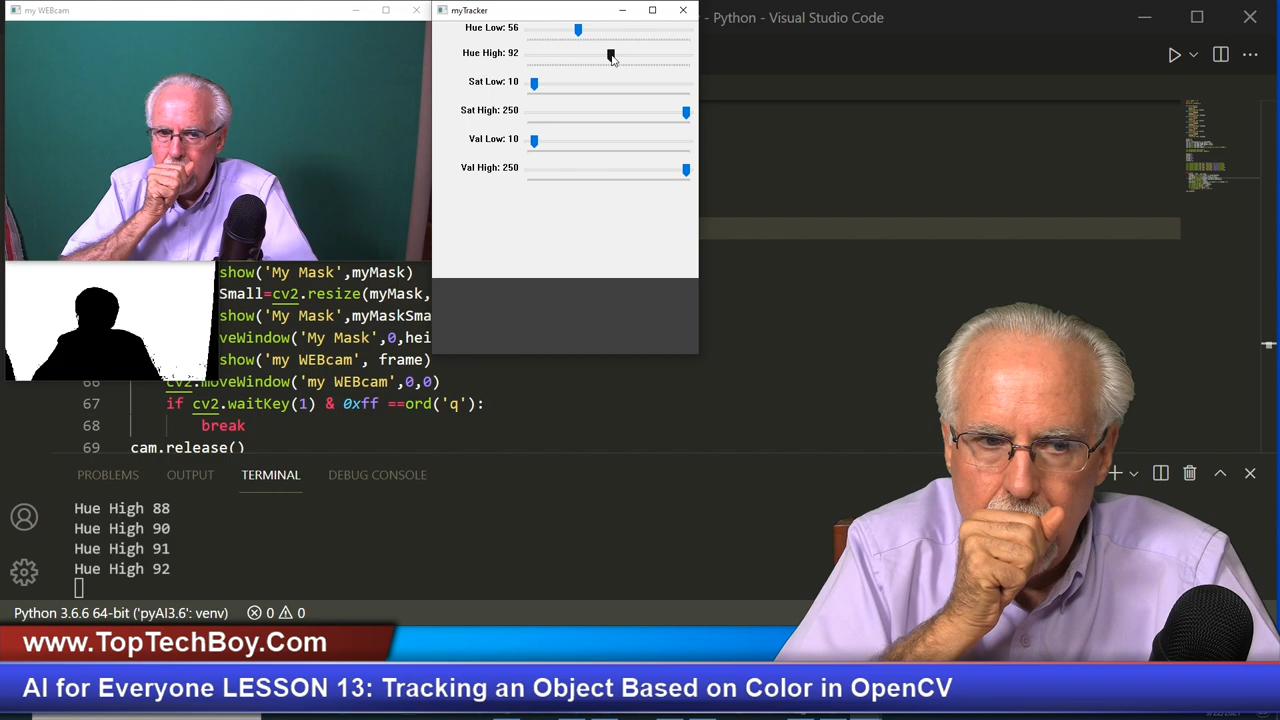 my WEBcam
myTracker
- Python - Visual Studio Code
Hue Low: 56
Hue High: 92
Sat Low: 10
Sat High: 250
Val Low: 10
Val High: 250
show('My Mask',myMask)
Small=cv2.resize(myMask,
show('My Mask',myMaskSma
veWindow('My Mask',0,hei
show('my WEBcam', frame)
66 cv2.moveWindow('my WEBcam',0,0)
67 if cv2.waitKey(1) & 0xff ==ord('q'):
68 break
69 cam.release()
PROBLEMS OUTPUT TERMINAL DEBUG CONSOLE
Hue High 88
Hue High 90
Hue High 91
Hue High 92
Python 3.6.6 64-bit ('pyAI3.6': venv) 0 0
www.TopTechBoy.Com
AI for Everyone LESSON 13: Tracking an Object Based on Color in OpenCV